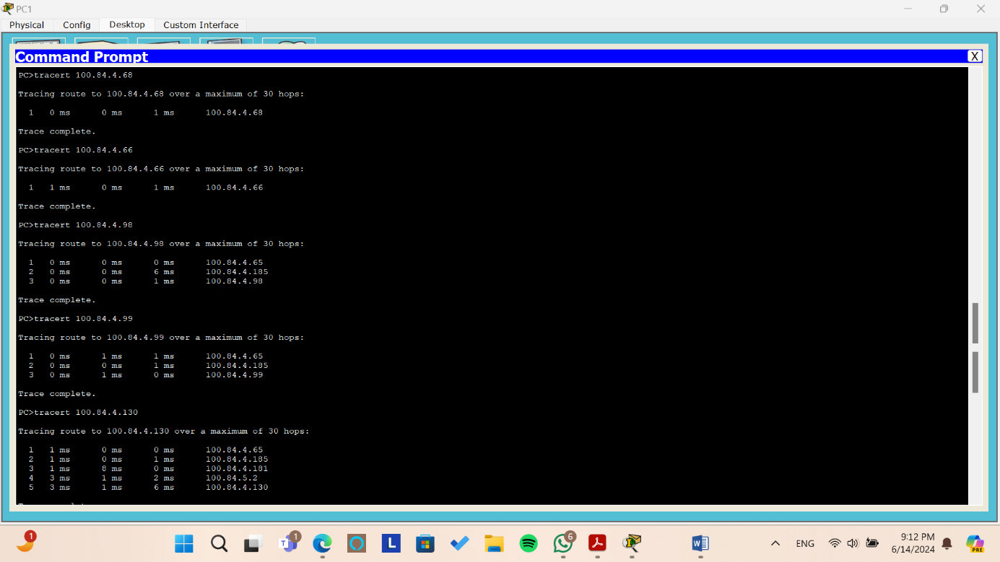 PC1
Physical Config Desktop Custom Interface
Command Prompt X
PC>tracert 100.84.4.68
Tracing route to 100.84.4.68 over a maximum of 30 hops:
1 0 ms 0 ms 1 ms 100.84.4.68
Trace complete.
PC>tracert 100.84.4.66
Tracing route to 100.84.4.66 over a maximum of 30 hops:
1 1 ms 0 ms 1 ms 100.84.4.66
Trace complete.
PC>tracert 100.84.4.98
Tracing route to 100.84.4.98 over a maximum of 30 hops:
1 0 ms 0 ms 0 ms 100.84.4.65
2 0 ms 0 ms 6 ms 100.84.4.185
3 0 ms 0 ms 1 ms 100.84.4.98
Trace complete.
PC>tracert 100.84.4.99
Tracing route to 100.84.4.99 over a maximum of 30 hops:
1 0 ms 1 ms 1 ms 100.84.4.65
2 0 ms 0 ms 1 ms 100.84.4.185
3 0 ms 1 ms 0 ms 100.84.4.99
Trace complete.
PC>tracert 100.84.4.130
Tracing route to 100.84.4.130 over a maximum of 30 hops:
1 1 ms 0 ms 0 ms 100.84.4.65
2 1 ms 0 ms 1 ms 100.84.4.185
3 1 ms 8 ms 0 ms 100.84.4.181
4 3 ms 1 ms 2 ms 100.84.5.2
5 3 ms 1 ms 6 ms 100.84.4.130
1
T 1
L
6
W
ENG
9:12 PM
6/14/2024
PRE